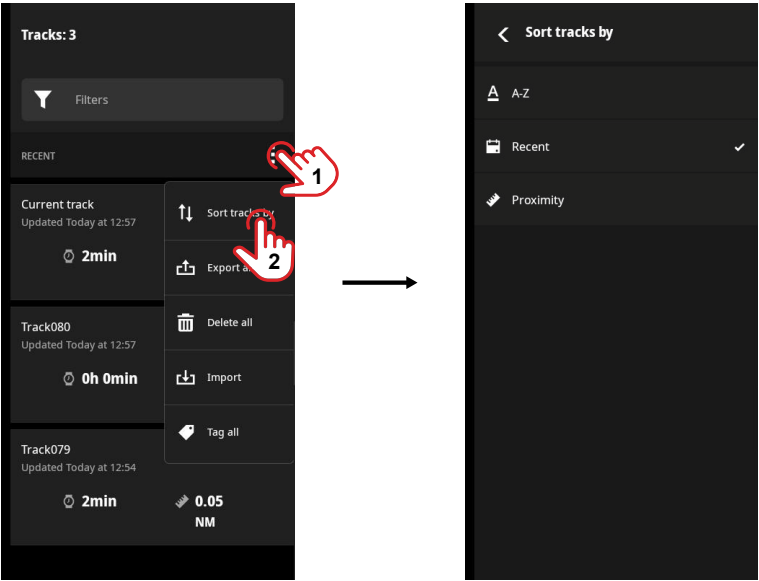 Tracks: 3
Filters
RECENT
1
Current track
Updated Today at 12:57
2min
Sort tracks by
2
Export
Delete all
Import
Tag all
Track080
Updated Today at 12:57
0h 0min
Track079
Updated Today at 12:54
2min
0.05
NM
Sort tracks by
A A-Z
Recent
Proximity